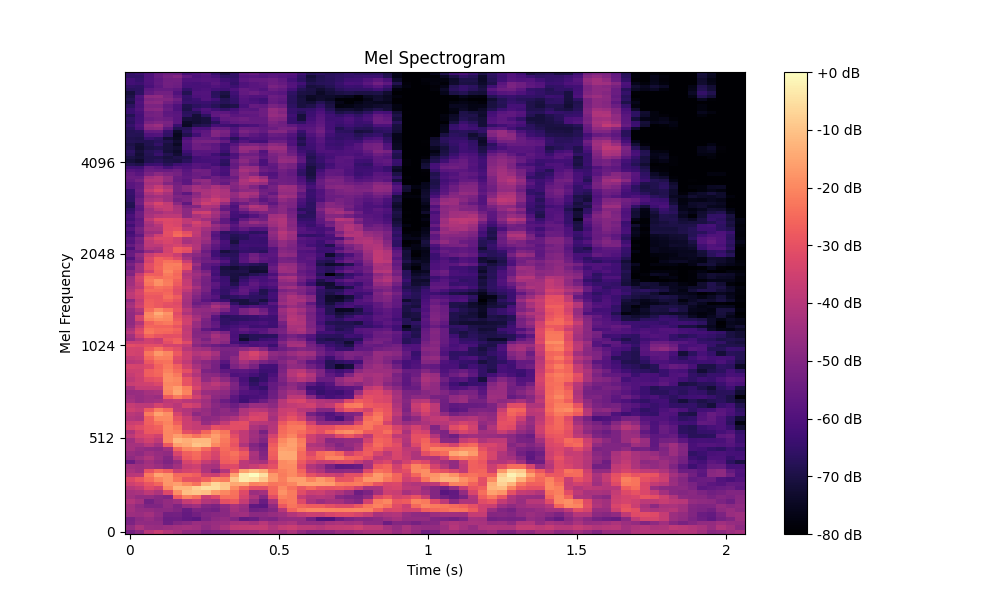 Mel Spectrogram
+0 dB
-10 dB
-20 dB
-30 dB
-40 dB
-50 dB
-60 dB
-70 dB
-80 dB
Mel Frequency
4096
2048
1024
512
0
0 0.5 1 1.5 2
Time (s)